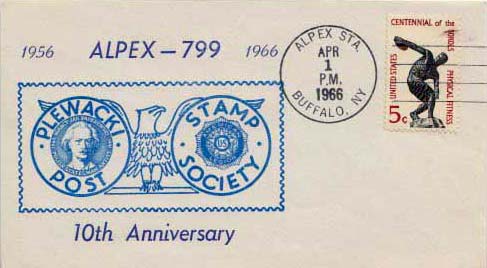 1956 ALPEX — 799 1966
PLEWACKI POST
STAMP SOCIETY
US
10th Anniversary
ALPEX STA.
APR
1
P.M.
1966
BUFFALO, NY
CENTENNIAL of the SOKOLS
PHYSICAL FITNESS
UNITED STATES
5c